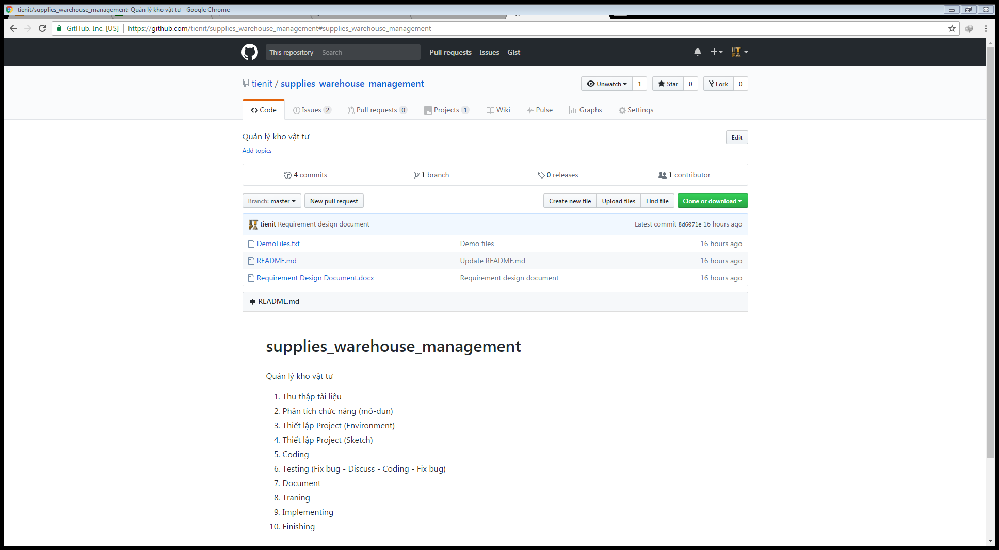 tienit/supplies_warehouse_management: Quản lý kho vật tư - Google Chrome
GitHub, Inc. [US] https://github.com/tienit/supplies_warehouse_management#supplies_warehouse_management
This repository Search Pull requests Issues Gist
tienit / supplies_warehouse_management Unwatch 1 Star 0 Fork 0
Code Issues 2 Pull requests 0 Projects 1 Wiki Pulse Graphs Settings
Quản lý kho vật tư Edit
Add topics
4 commits 1 branch 0 releases 1 contributor
Branch: master New pull request Create new file Upload files Find file Clone or download
tienit Requirement design document Latest commit 8d6071e 16 hours ago
DemoFiles.txt Demo files 16 hours ago
README.md Update README.md 16 hours ago
Requirement Design Document.docx Requirement design document 16 hours ago
README.md
supplies_warehouse_management
Quản lý kho vật tư
1. Thu thập tài liệu
2. Phân tích chức năng (mô-đun)
3. Thiết lập Project (Environment)
4. Thiết lập Project (Sketch)
5. Coding
6. Testing (Fix bug - Discuss - Coding - Fix bug)
7. Document
8. Traning
9. Implementing
10. Finishing